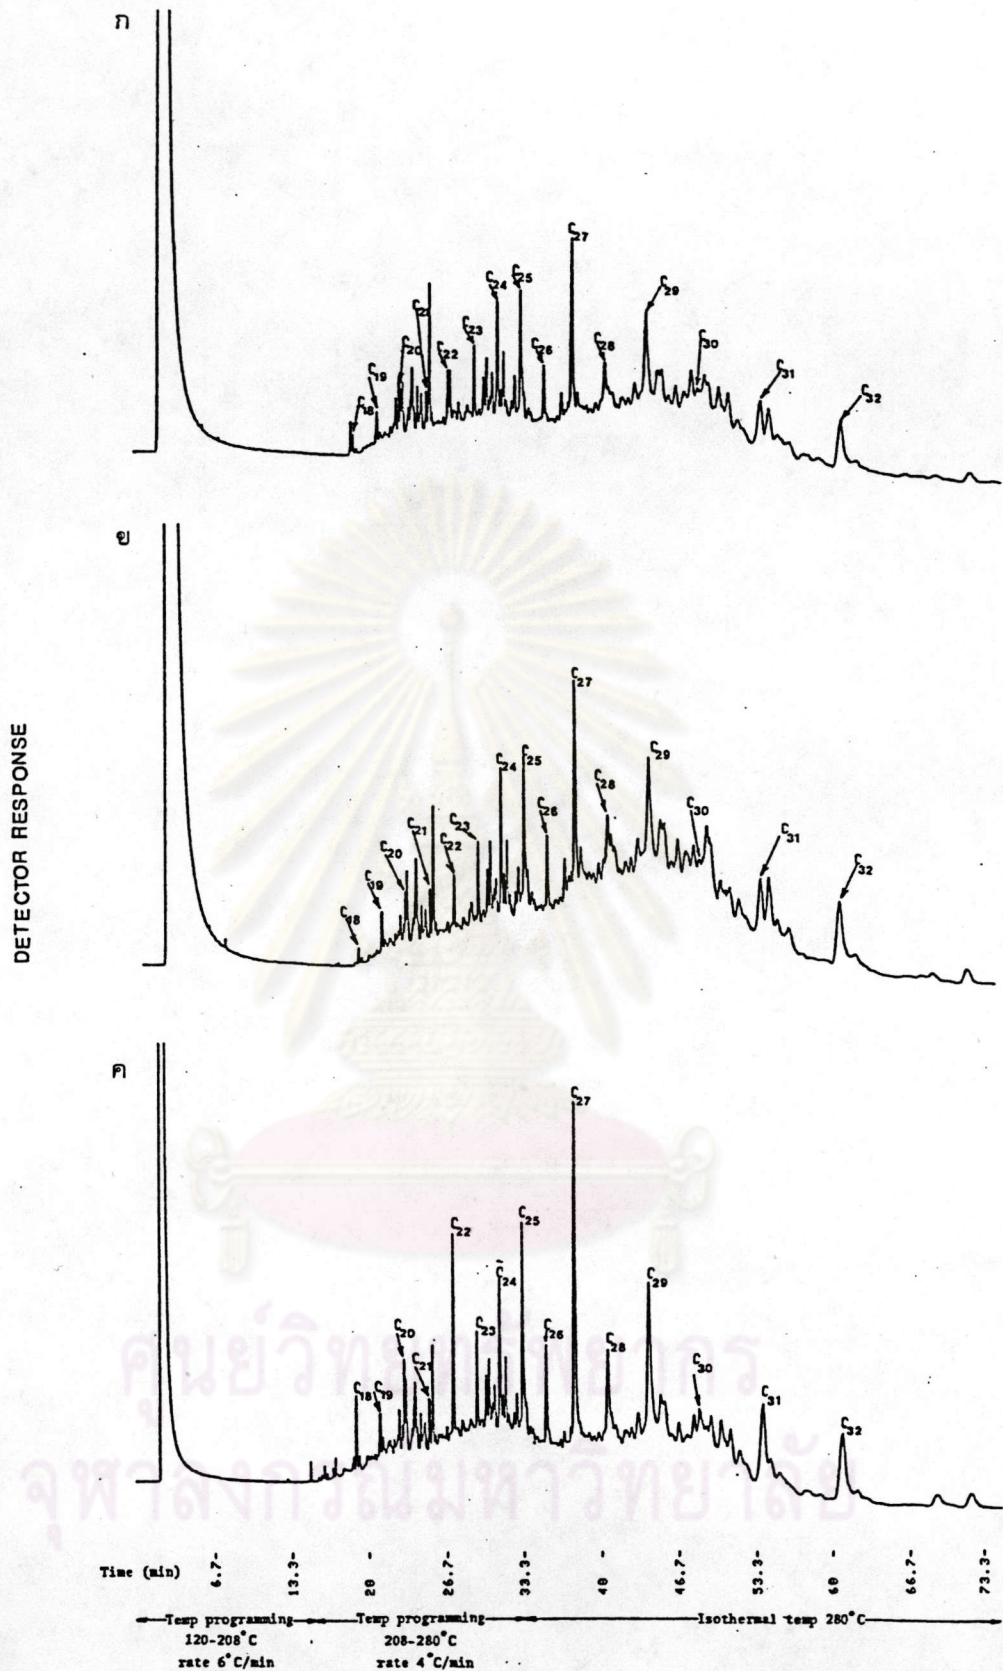 ก
C18
C19
C20
C21
C22
C23
C24
C25
C26
C27
C28
C29
C30
C31
C32
ข
C18
C19
C20
C21
C22
C23
C24
C25
C26
C27
C28
C29
C30
C31
C32
DETECTOR RESPONSE
ค
C18
C19
C20
C21
C22
C23
C24
C25
C26
C27
C28
C29
C30
C31
C32
ศูนย์วิทยทรัพยากร
จุฬาลงกรณ์มหาวิทยาลัย
Time (min) 6.7- 13.3- 20 - 26.7- 33.3- 40 - 46.7- 53.3- 60 - 66.7- 73.3-
Temp programming Temp programming Isothermal temp 280°C
120-208°C 208-280°C
rate 6°C/min rate 4°C/min